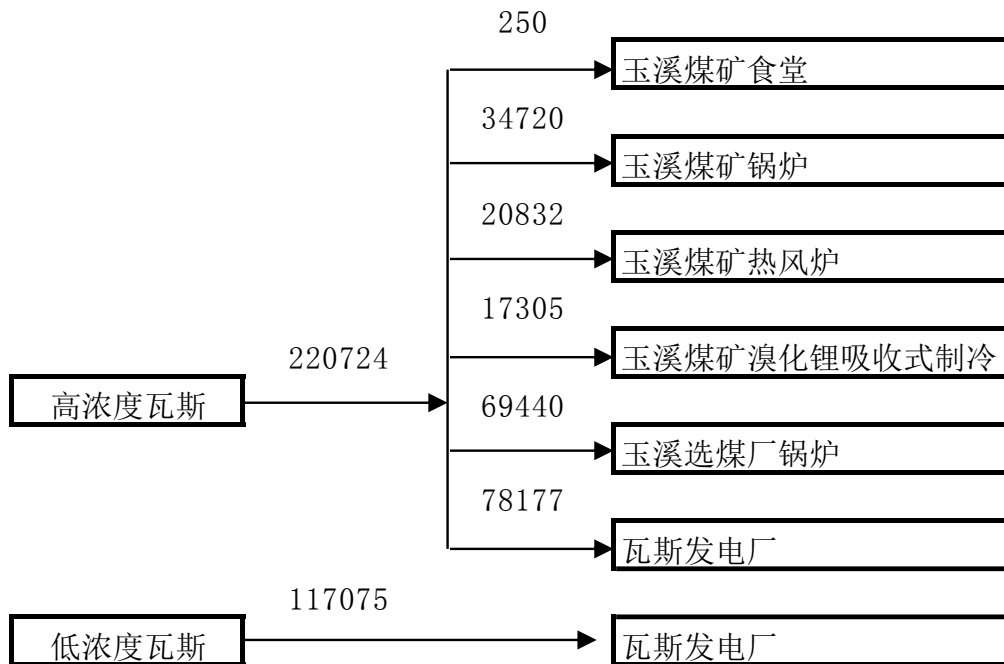 250
玉溪煤矿食堂
34720
玉溪煤矿锅炉
20832
玉溪煤矿热风炉
17305
玉溪煤矿溴化锂吸收式制冷
220724
高浓度瓦斯
69440
玉溪选煤厂锅炉
78177
瓦斯发电厂
117075
低浓度瓦斯
瓦斯发电厂